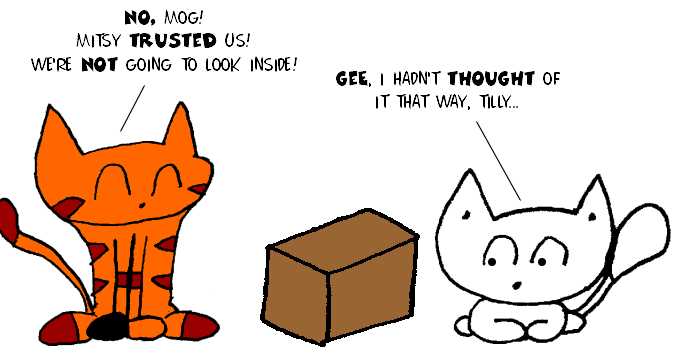 NO, MOG!
MITSY TRUSTED US!
WE'RE NOT GOING TO LOOK INSIDE!
GEE, I HADN'T THOUGHT OF
IT THAT WAY, TILLY...